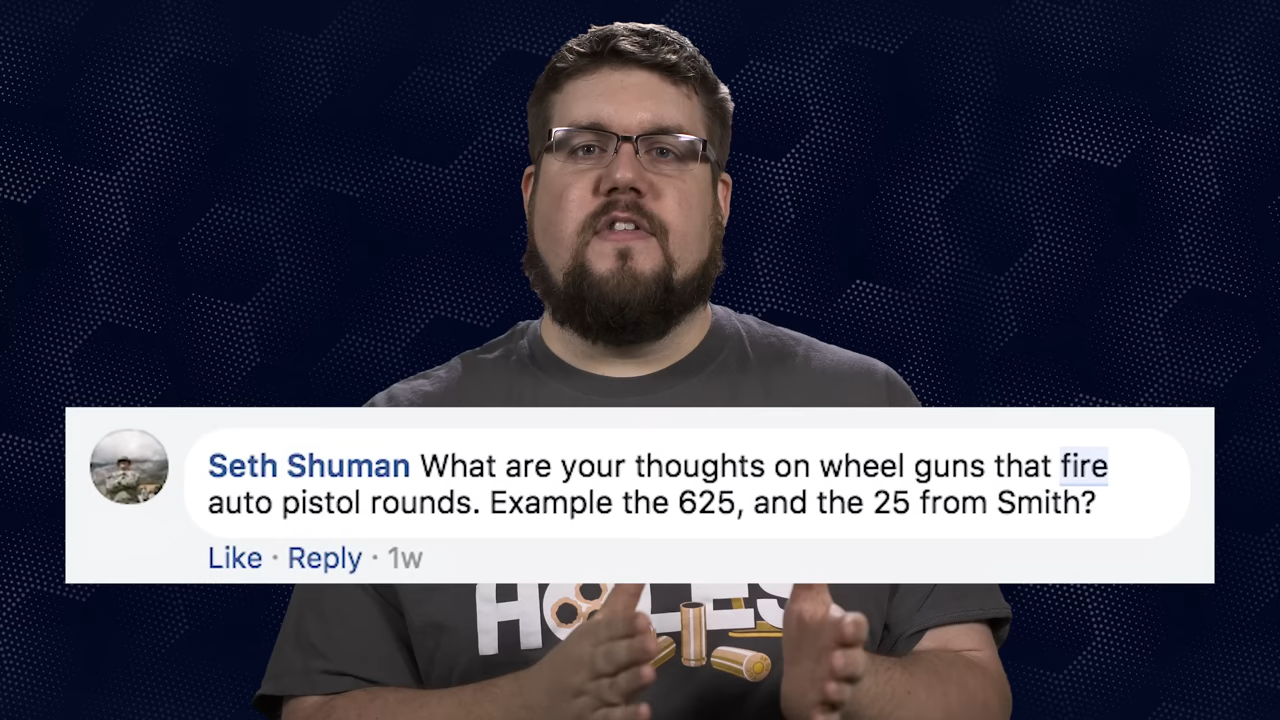 Seth Shuman What are your thoughts on wheel guns that fire
auto pistol rounds. Example the 625, and the 25 from Smith?
Like · Reply · 1w
HOLES